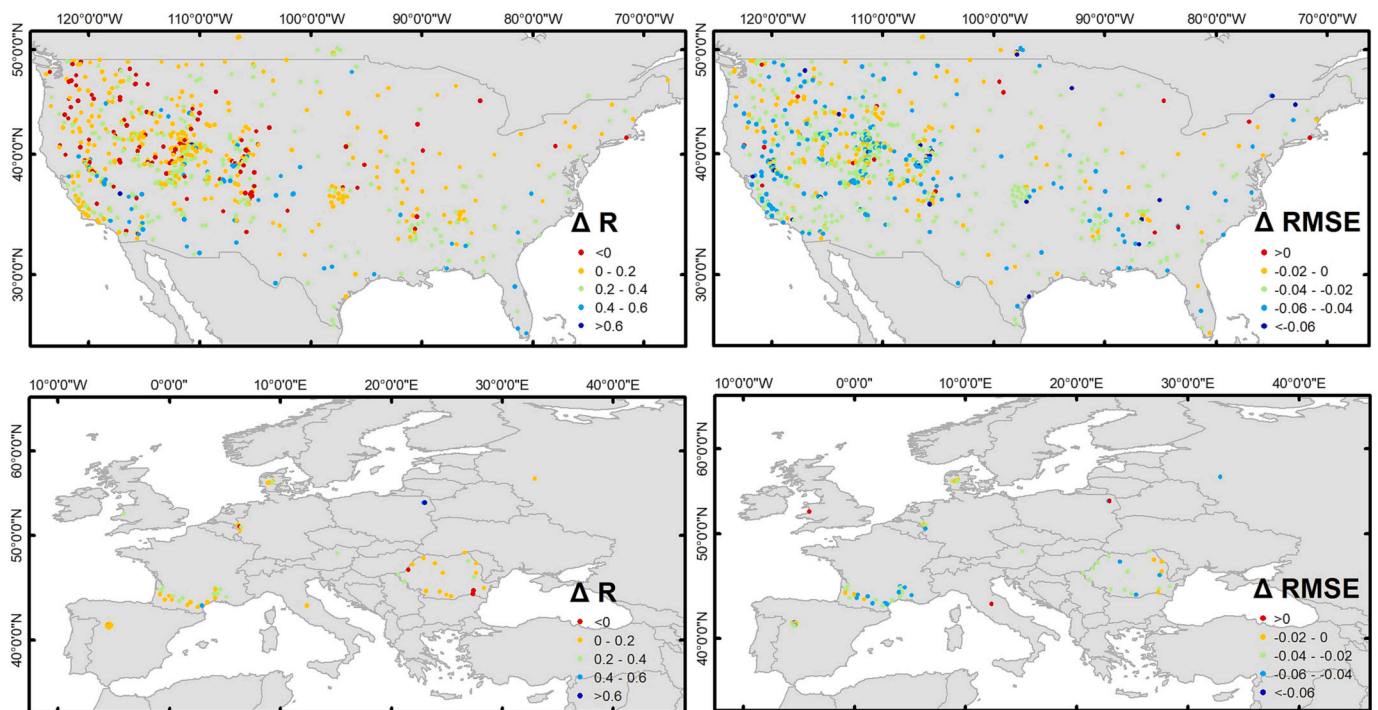 120°0'0"W 110°0'0"W 100°0'0"W 90°0'0"W 80°0'0"W 70°0'0"W
50°0'0"N
40°0'0"N
30°0'0"N
Δ R
<0
0 - 0.2
0.2 - 0.4
0.4 - 0.6
>0.6
120°0'0"W 110°0'0"W 100°0'0"W 90°0'0"W 80°0'0"W 70°0'0"W
50°0'0"N
40°0'0"N
30°0'0"N
Δ RMSE
>0
-0.02 - 0
-0.04 - -0.02
-0.06 - -0.04
<-0.06
10°0'0"W 0°0'0" 10°0'0"E 20°0'0"E 30°0'0"E 40°0'0"E
60°0'0"N
50°0'0"N
40°0'0"N
Δ R
<0
0 - 0.2
0.2 - 0.4
0.4 - 0.6
>0.6
10°0'0"W 0°0'0" 10°0'0"E 20°0'0"E 30°0'0"E 40°0'0"E
60°0'0"N
50°0'0"N
40°0'0"N
Δ RMSE
>0
-0.02 - 0
-0.04 - -0.02
-0.06 - -0.04
<-0.06